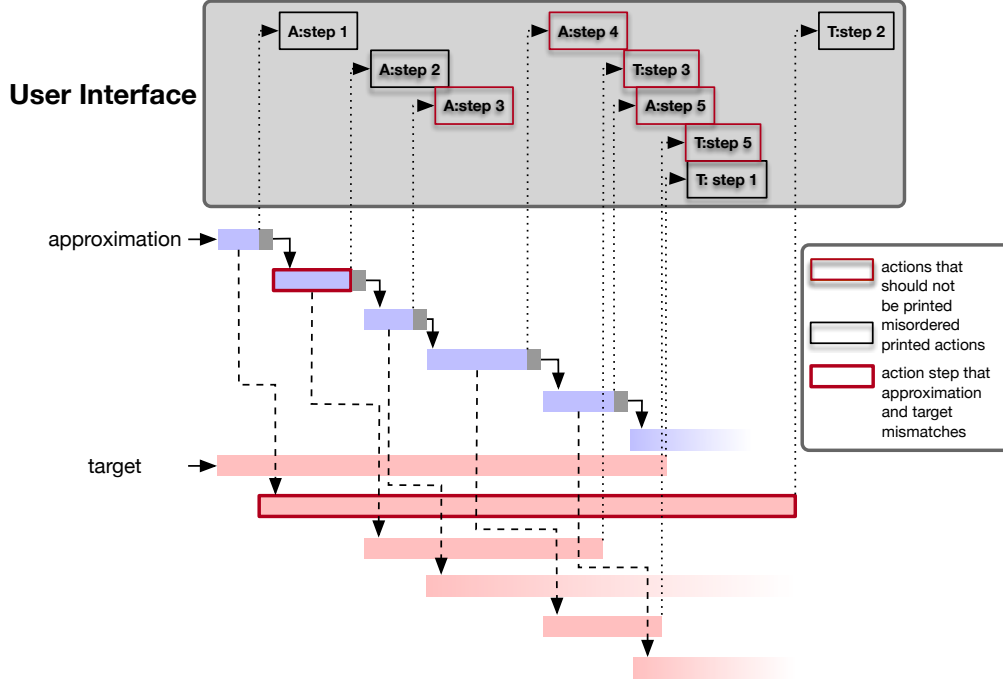 A:step 1
A:step 4
T:step 2
A:step 2
T:step 3
User Interface
A:step 3
A:step 5
T:step 5
T: step 1
approximation
actions that
should not
be printed
misordered
printed actions
action step that
approximation
and target
mismatches
target